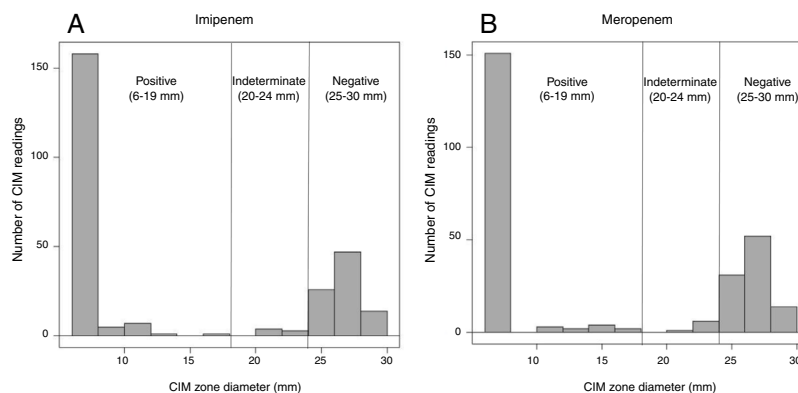 A
Imipenem
Number of CIM readings
150
100
50
0
Positive
(6-19 mm)
Indeterminate
(20-24 mm)
Negative
(25-30 mm)
10 15 20 25 30
CIM zone diameter (mm)
B
Meropenem
Number of CIM readings
150
100
50
0
Positive
(6-19 mm)
Indeterminate
(20-24 mm)
Negative
(25-30 mm)
10 15 20 25 30
CIM zone diameter (mm)